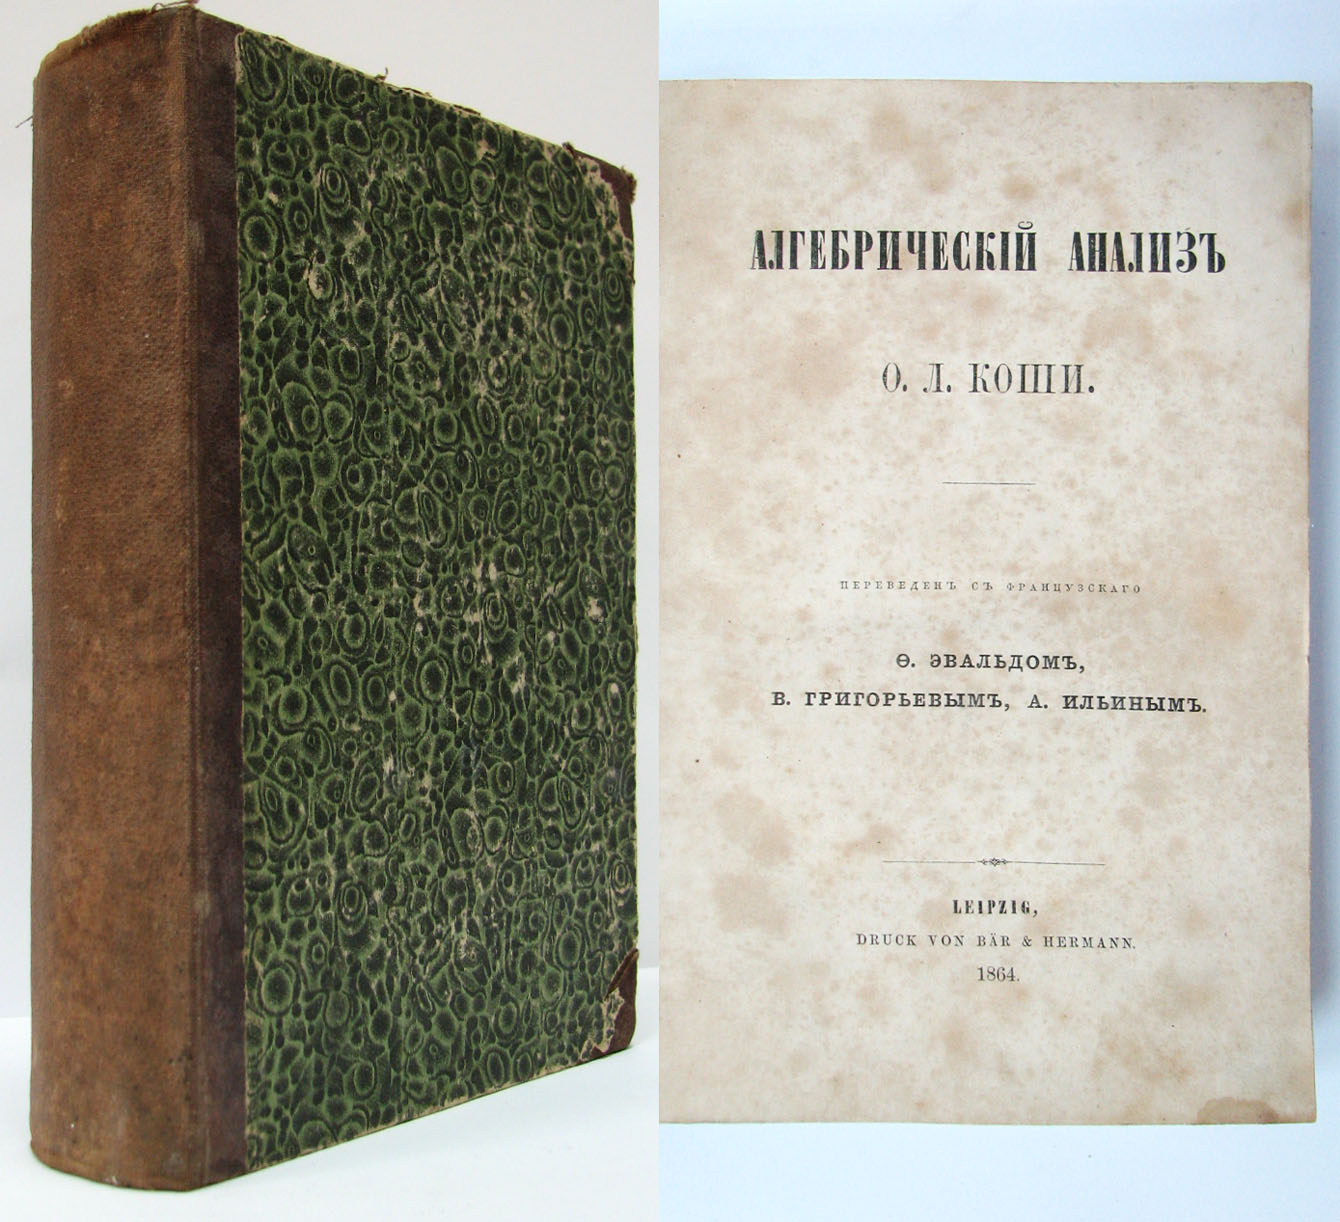 АЛГЕБРИЧЕСКІЙ АНАЛИЗЪ
О. Л. КОШИ.
ПЕРЕВЕДЕНЪ СЪ ФРАНЦУЗСКАГО
Ѳ. ЭВАЛЬДОМЪ,
В. ГРИГОРЬЕВЫМЪ, А. ИЛЬИНЫМЪ.
LEIPZIG,
DRUCK VON BÄR & HERMANN.
1864.